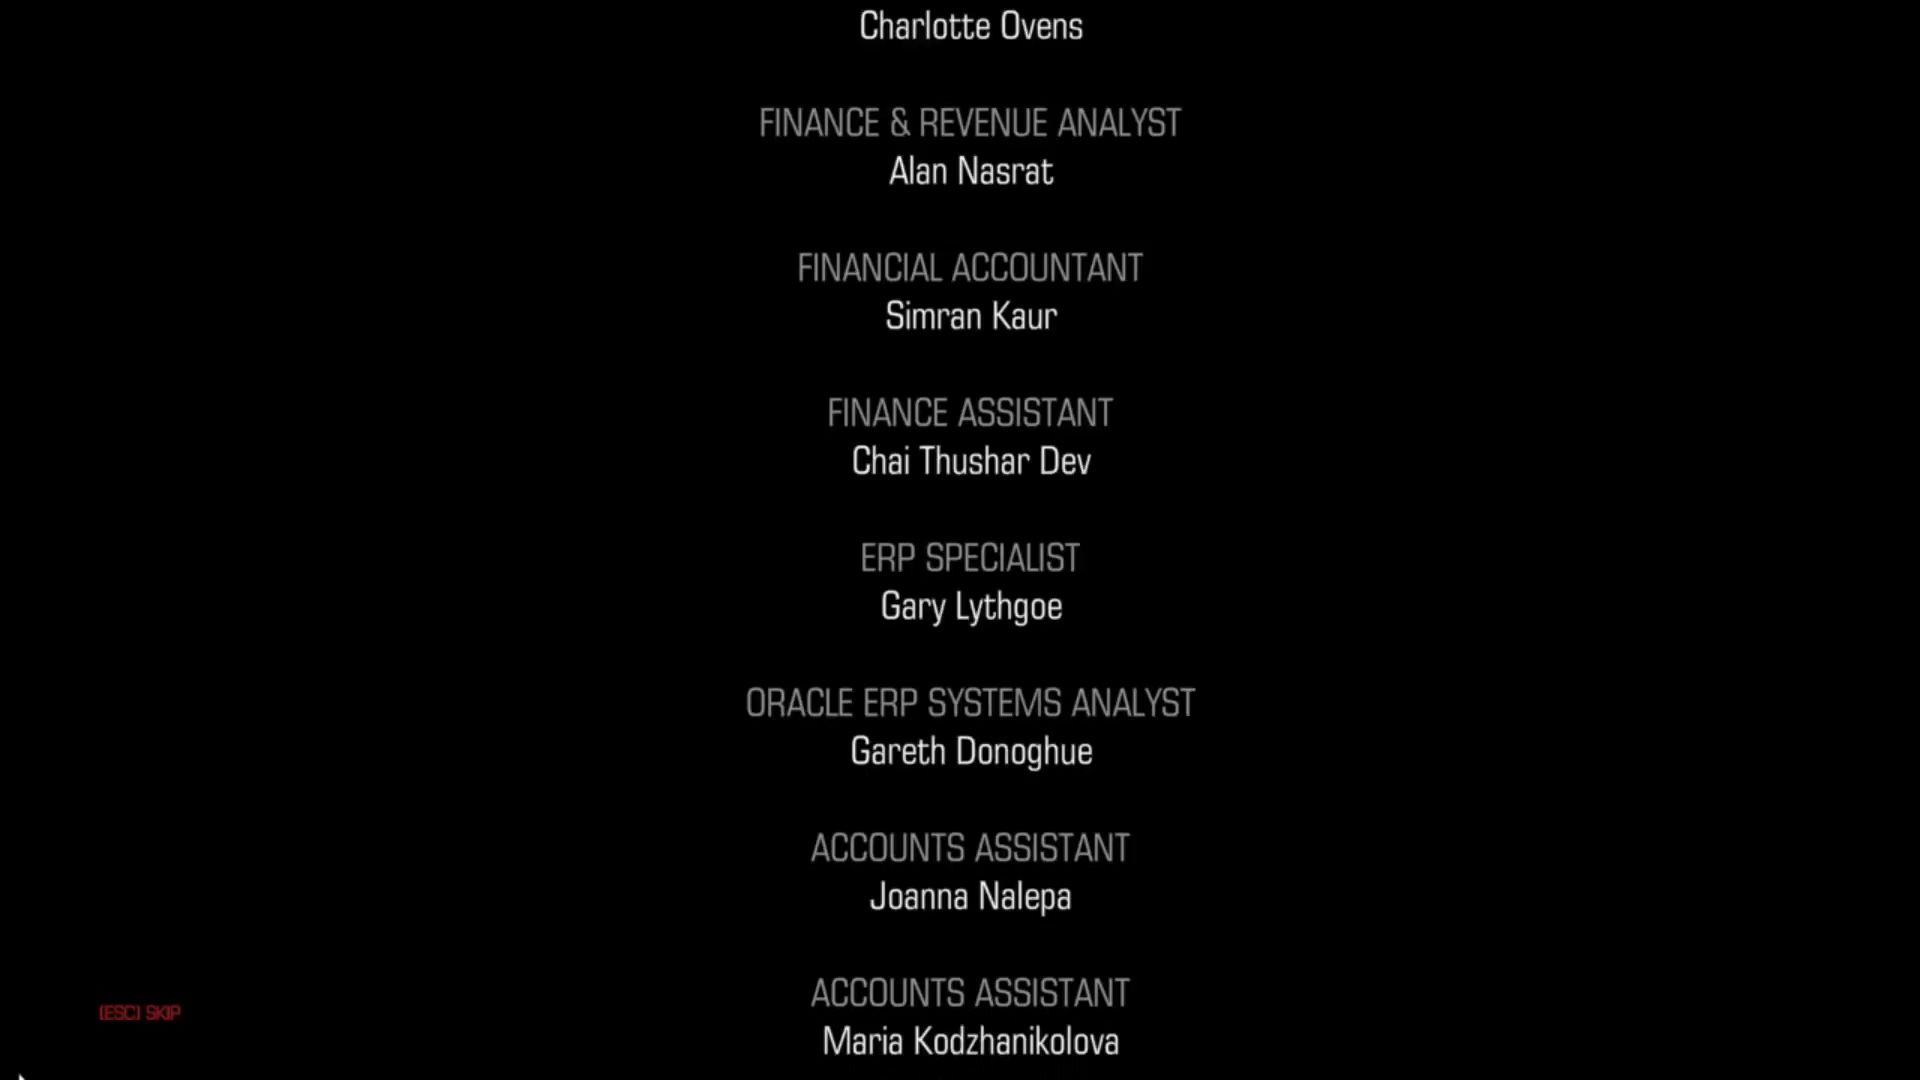 Charlotte Ovens
FINANCE & REVENUE ANALYST
Alan Nasrat
FINANCIAL ACCOUNTANT
Simran Kaur
FINANCE ASSISTANT
Chai Thushar Dev
ERP SPECIALIST
Gary Lythgoe
ORACLE ERP SYSTEMS ANALYST
Gareth Donoghue
ACCOUNTS ASSISTANT
Joanna Nalepa
ACCOUNTS ASSISTANT
Maria Kodzhanikolova
[ESC] SKIP